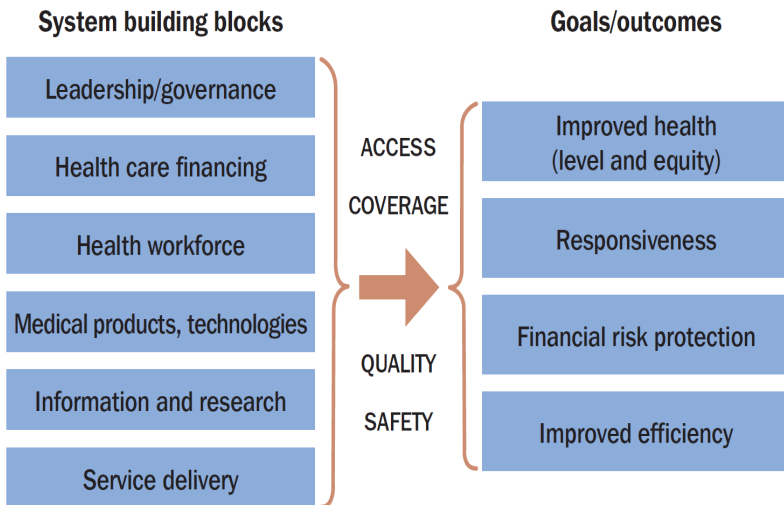 System building blocks
Leadership/governance
Health care financing
Health workforce
Medical products, technologies
Information and research
Service delivery
ACCESS
COVERAGE
QUALITY
SAFETY
Goals/outcomes
Improved health
(level and equity)
Responsiveness
Financial risk protection
Improved efficiency